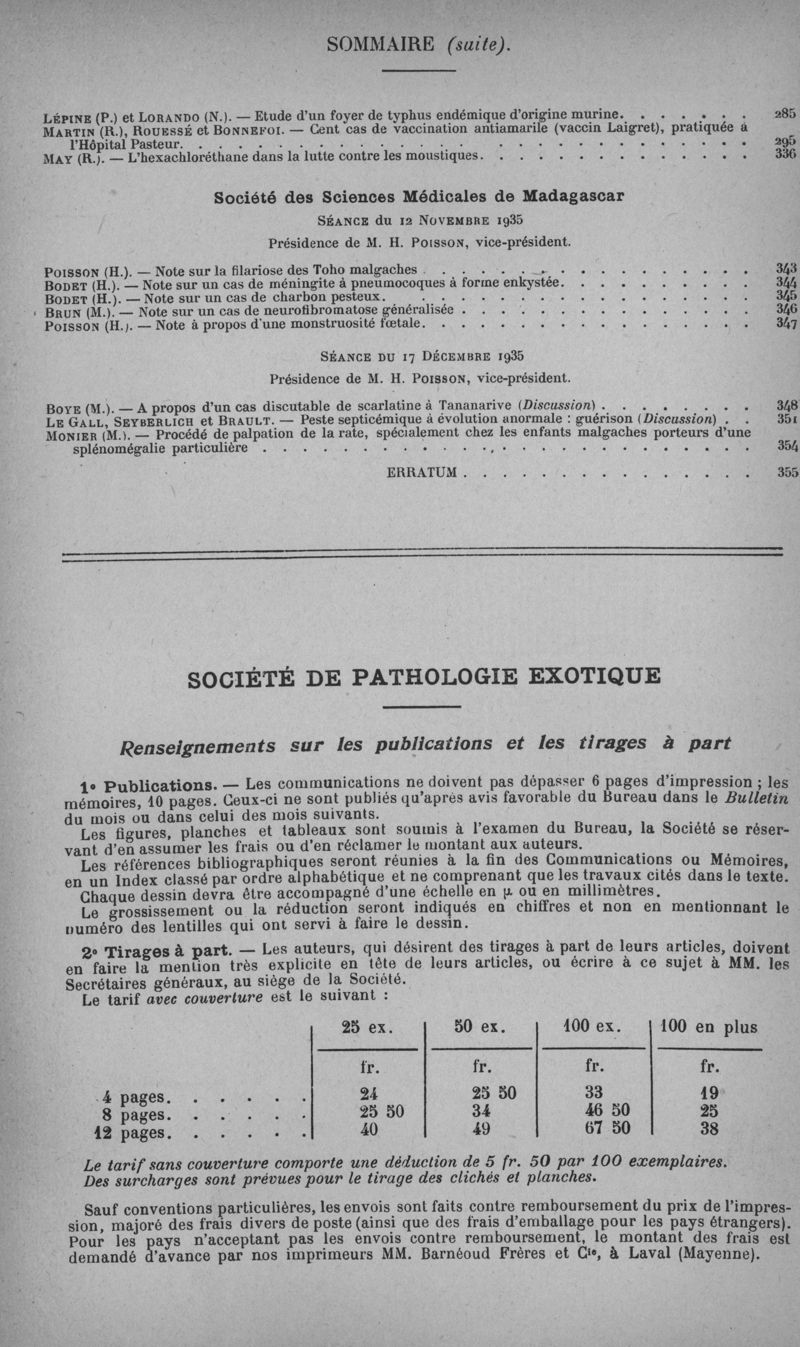 SOMMAIRE (suite).
LÉPINE (P.) et LORANDO (N.). — Etude d'un foyer de typhus endémique d'origine murine. . . . . . . 285
MARTIN (R.), ROUESSÉ et BONNEFOI. — Cent cas de vaccination antiamarile (vaccin Laigret), pratiquée à
l'Hôpital Pasteur. . . . . . . . . . . . . . . . . . . . . . . . . . . . 295
MAY (R.). — L'hexachloréthane dans la lutte contre les moustiques. . . . . . . . . . . . . . . 336
Société des Sciences Médicales de Madagascar
SÉANCE du 12 NOVEMBRE 1935
Présidence de M. H. POISSON, vice-président.
POISSON (H.). — Note sur la filariose des Toho malgaches . . . . . . . . . . . . . . . . . 343
BODET (H.). — Note sur un cas de méningite à pneumocoques à forme enkystée. . . . . . . . . . . 344
BODET (H.). — Note sur un cas de charbon pesteux. . . . . . . . . . . . . . . . . . . 345
BRUN (M.). — Note sur un cas de neurofibromatose généralisée . . . . . . . . . . . . . . . 346
POISSON (H.). — Note à propos d'une monstruosité fœtale. . . . . . . . . . . . . . . . . . 347
SÉANCE DU 17 DÉCEMBRE 1935
Présidence de M. H. POISSON, vice-président.
BOYE (M.). — A propos d'un cas discutable de scarlatine à Tananarive (Discussion) . . . . . . . . 348
LE GALL, SEYBERLICH et BRAULT. — Peste septicémique à évolution anormale : guérison (Discussion) . . 351
MONIER (M.). — Procédé de palpation de la rate, spécialement chez les enfants malgaches porteurs d'une
splénomégalie particulière . . . . . . . . . . . . . . . . . . . . . . . . . 354
ERRATUM . . . . . . . . . . . . . . . 355
SOCIÉTÉ DE PATHOLOGIE EXOTIQUE
Renseignements sur les publications et les tirages à part
1° Publications. — Les communications ne doivent pas dépasser 6 pages d'impression ; les
mémoires, 10 pages. Ceux-ci ne sont publiés qu'après avis favorable du Bureau dans le Bulletin
du mois ou dans celui des mois suivants.
Les figures, planches et tableaux sont soumis à l'examen du Bureau, la Société se réser-
vant d'en assumer les frais ou d'en réclamer le montant aux auteurs.
Les références bibliographiques seront réunies à la fin des Communications ou Mémoires,
en un Index classé par ordre alphabétique et ne comprenant que les travaux cités dans le texte.
Chaque dessin devra être accompagné d'une échelle en µ ou en millimètres.
Le grossissement ou la réduction seront indiqués en chiffres et non en mentionnant le
numéro des lentilles qui ont servi à faire le dessin.
2° Tirages à part. — Les auteurs, qui désirent des tirages à part de leurs articles, doivent
en faire la mention très explicite en tête de leurs articles, ou écrire à ce sujet à MM. les
Secrétaires généraux, au siège de la Société.
Le tarif avec couverture est le suivant :
25 ex. 50 ex. 100 ex. 100 en plus
fr. fr. fr. fr.
4 pages. . . . . . 24 25 50 33 19
8 pages. . . . . . 25 50 34 46 50 25
12 pages. . . . . . 40 49 67 50 38
Le tarif sans couverture comporte une déduction de 5 fr. 50 par 100 exemplaires.
Des surcharges sont prévues pour le tirage des clichés et planches.
Sauf conventions particulières, les envois sont faits contre remboursement du prix de l'impres-
sion, majoré des frais divers de poste (ainsi que des frais d'emballage pour les pays étrangers).
Pour les pays n'acceptant pas les envois contre remboursement, le montant des frais est
demandé d'avance par nos imprimeurs MM. Barnéoud Frères et Cie, à Laval (Mayenne).